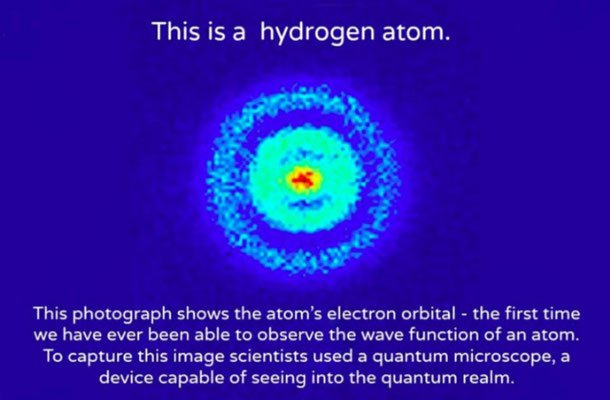 This is a  hydrogen atom.
This photograph shows the atom's electron orbital - the first time
we have ever been able to observe the wave function of an atom.
To capture this image scientists used a quantum microscope, a
device capable of seeing into the quantum realm.